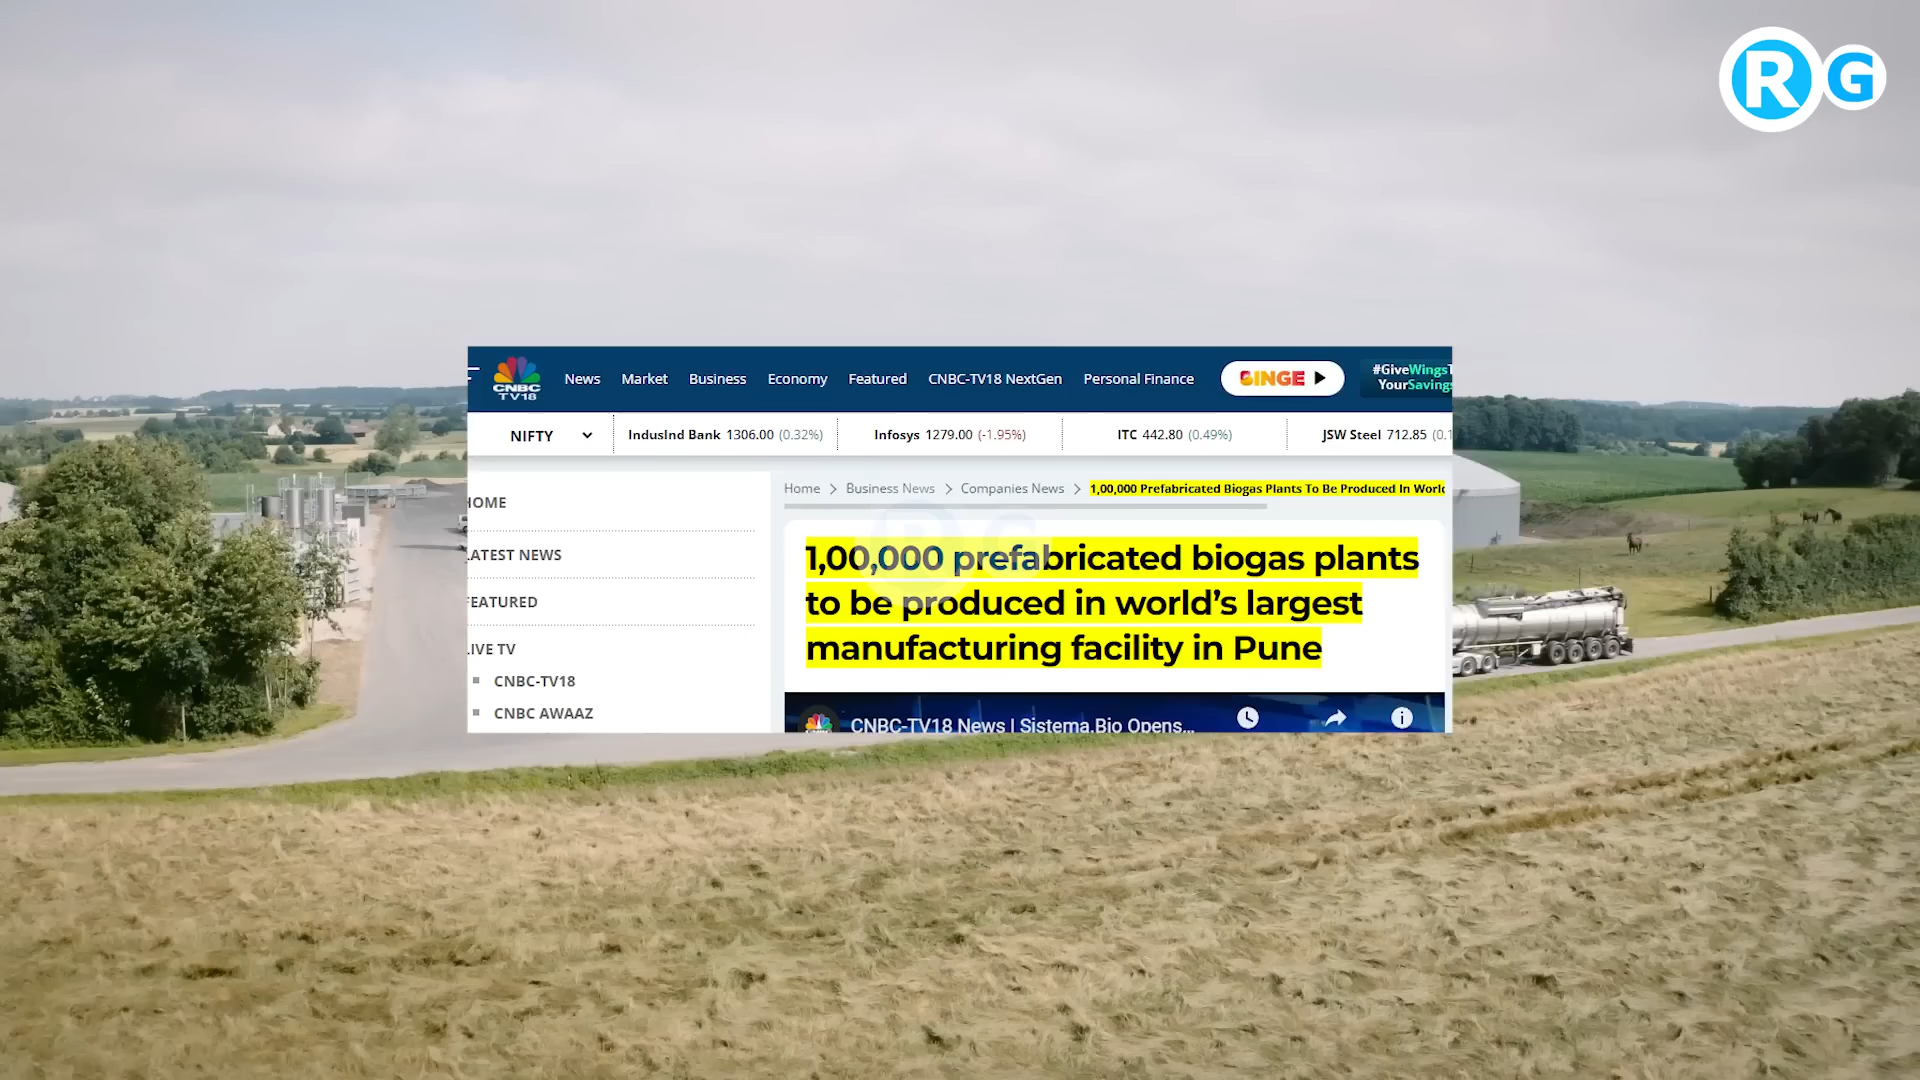 RG
CNBC
TV18
News Market Business Economy Featured CNBC-TV18 NextGen Personal Finance
BINGE
#GiveWings
YourSavings
NIFTY IndusInd Bank 1306.00 (0.32%) Infosys 1279.00 (-1.95%) ITC 442.80 (0.49%) JSW Steel 712.85 (0.1
Home Business News Companies News 1,00,000 Prefabricated Biogas Plants To Be Produced In World
HOME
LATEST NEWS
FEATURED
LIVE TV
CNBC-TV18
CNBC AWAAZ
1,00,000 prefabricated biogas plants
to be produced in world’s largest
manufacturing facility in Pune
CNBC-TV18 News | Sistema.Bio Opens...